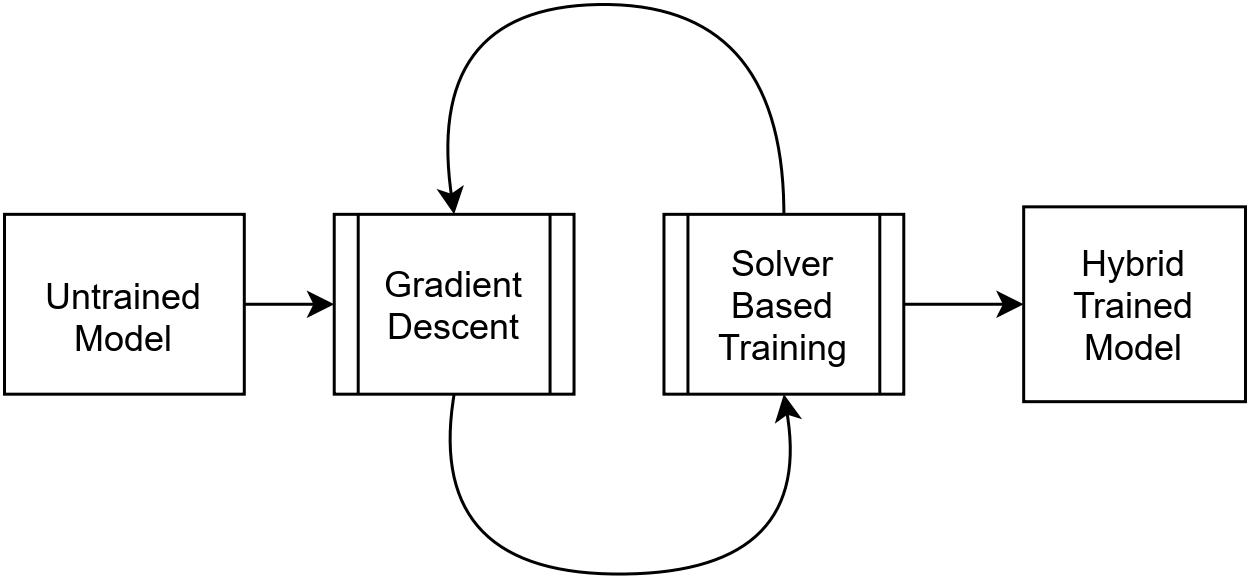 Untrained
Model
Gradient
Descent
Solver
Based
Training
Hybrid
Trained
Model